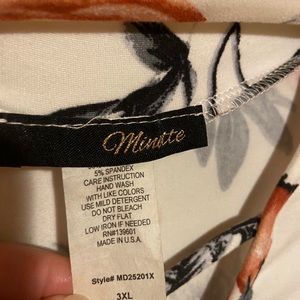 Minute
5% SPANDEX
CARE INSTRUCTION
HAND WASH
WITH LIKE COLORS
USE MILD DETERGENT
DO NOT BLEACH
DRY FLAT
LOW IRON IF NEEDED
RN#139601
MADE IN U.S.A.
Style# MD25201X
3XL